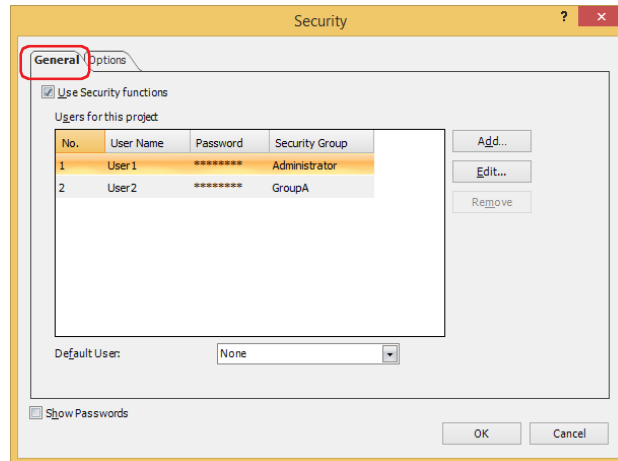 Security
? ×
General Options
Use Security functions
Users for this project
No. User Name Password Security Group
1 User1 ******** Administrator
2 User2 ******** GroupA
Add...
Edit...
Remove
Default User: None
Show Passwords
OK Cancel